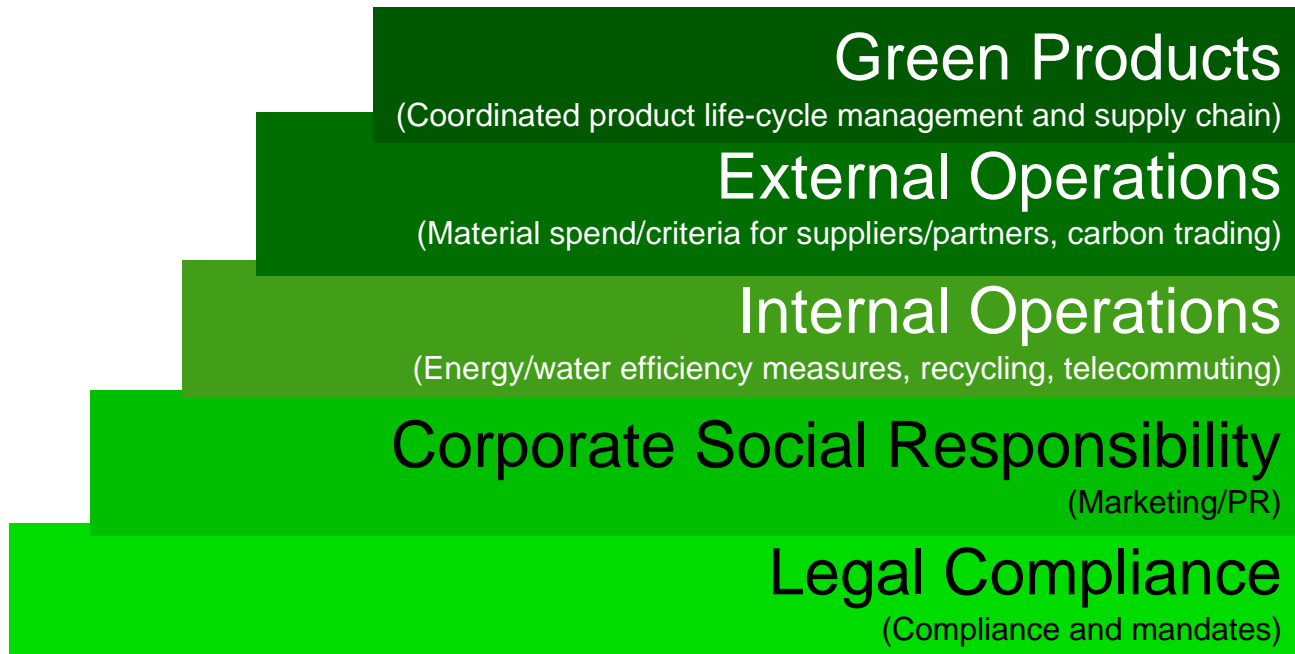 Green Products
(Coordinated product life-cycle management and supply chain)
External Operations
(Material spend/criteria for suppliers/partners, carbon trading)
Internal Operations
(Energy/water efficiency measures, recycling, telecommuting)
Corporate Social Responsibility
(Marketing/PR)
Legal Compliance
(Compliance and mandates)